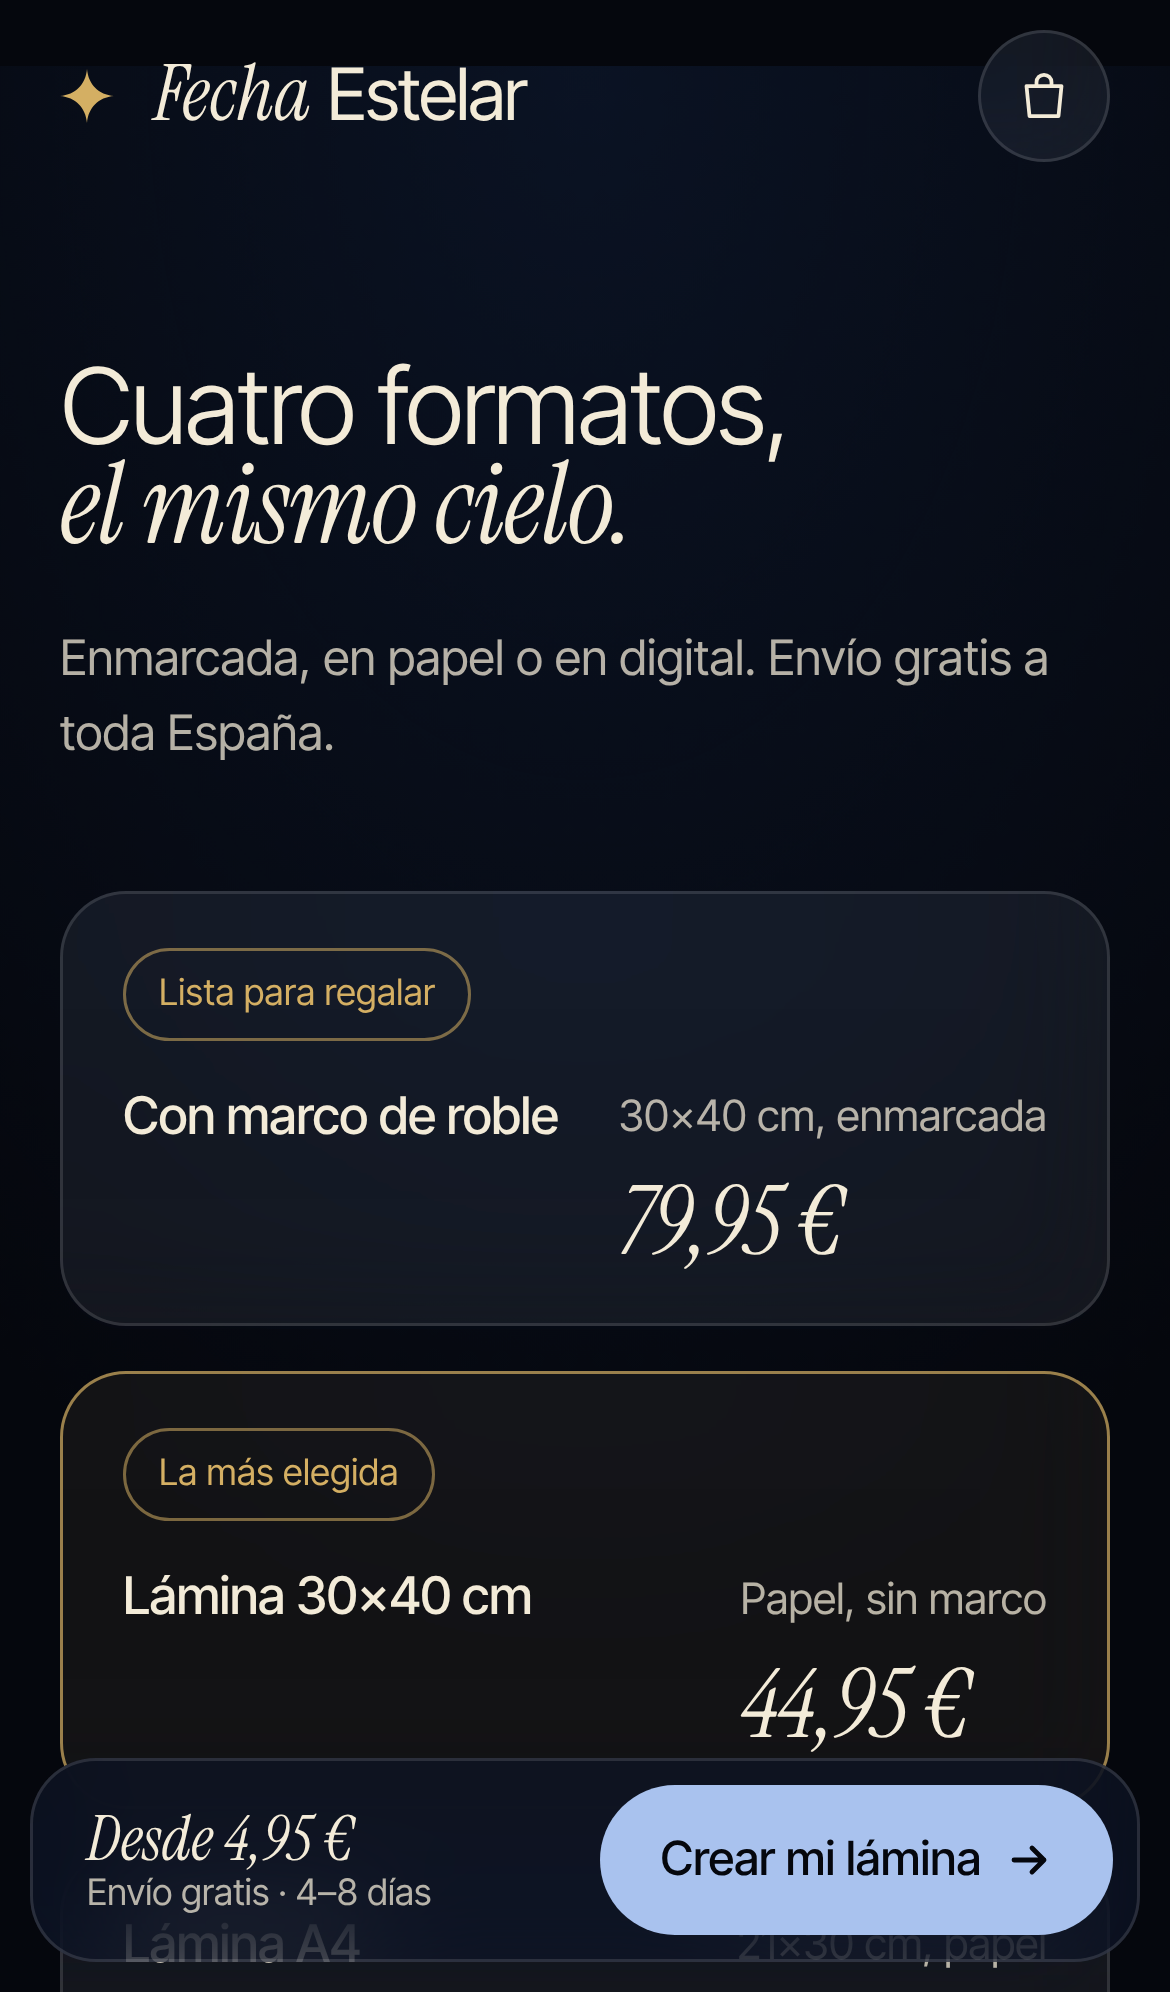 Fecha Estelar
Cuatro formatos,
el mismo cielo.
Enmarcada, en papel o en digital. Envío gratis a
toda España.
Lista para regalar
Con marco de roble
30×40 cm, enmarcada
79,95 €
La más elegida
Lámina 30×40 cm
Papel, sin marco
44,95 €
Desde 4,95 €
Envío gratis · 4–8 días
Crear mi lámina →
Lámina A4
21×30 cm, papel